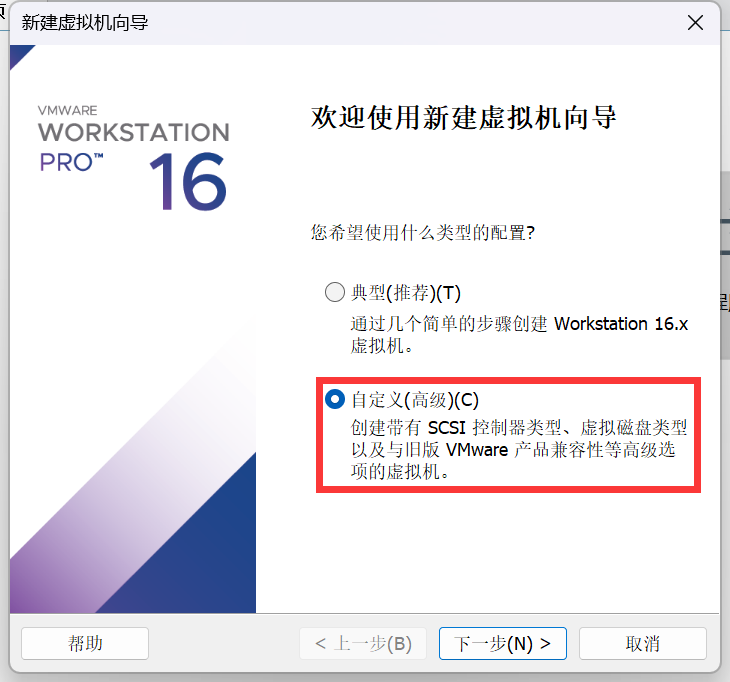 新建虚拟机向导
VMWARE
WORKSTATION
PRO™
16
欢迎使用新建虚拟机向导
您希望使用什么类型的配置?
典型(推荐)(T)
通过几个简单的步骤创建 Workstation 16.x
虚拟机。
自定义(高级)(C)
创建带有 SCSI 控制器类型、虚拟磁盘类型
以及与旧版 VMware 产品兼容性等高级选
项的虚拟机。
帮助
< 上一步(B)
下一步(N) >
取消